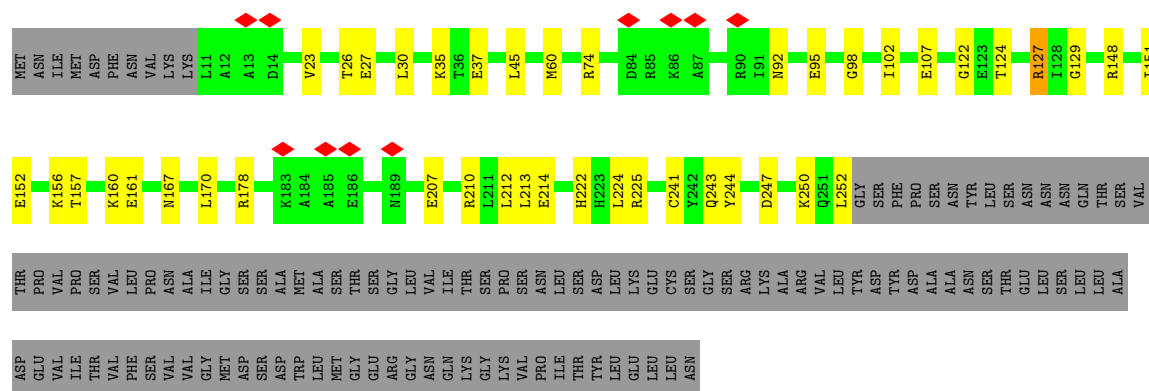 MET ASN ILE MET ASP PHE ASN VAL LYS LYS L11 A12 A13 D14 V23 T26 E27 L30 K35 T36 E37 L45 M60 R74 D84 R85 K86 A87 R90 I91 N92 E95 G98 I102 E107 G122 E123 T124 R127 I128 G129 R148
E152 K156 T157 K160 E161 N167 L170 R178 K183 A184 A185 E186 N189 E207 R210 L211 L212 L213 E214 H222 H223 L224 R225 C241 Y242 Q243 Y244 D247 K250 Q251 L252 GLY SER PHE PRO SER ASN TYR LEU SER ASN ASN ASN GLN THR SER VAL
THR PRO VAL PRO SER VAL LEU PRO ASN ALA ILE GLY SER SER ALA MET ALA SER THR SER GLY LEU VAL ILE THR SER PRO SER ASN LEU SER ASP LEU LYS GLU CYS SER GLY SER ARG LYS ALA ARG VAL LEU TYR ASP TYR ASP ALA ALA ASN SER THR GLU LEU SER LEU LEU ALA
ASP GLU VAL ILE THR VAL PHE SER VAL VAL GLY MET ASP SER ASP TRP LEU MET GLY GLU ARG GLY ASN GLN LYS GLY LYS VAL PRO ILE THR TYR LEU GLU LEU LEU ASN